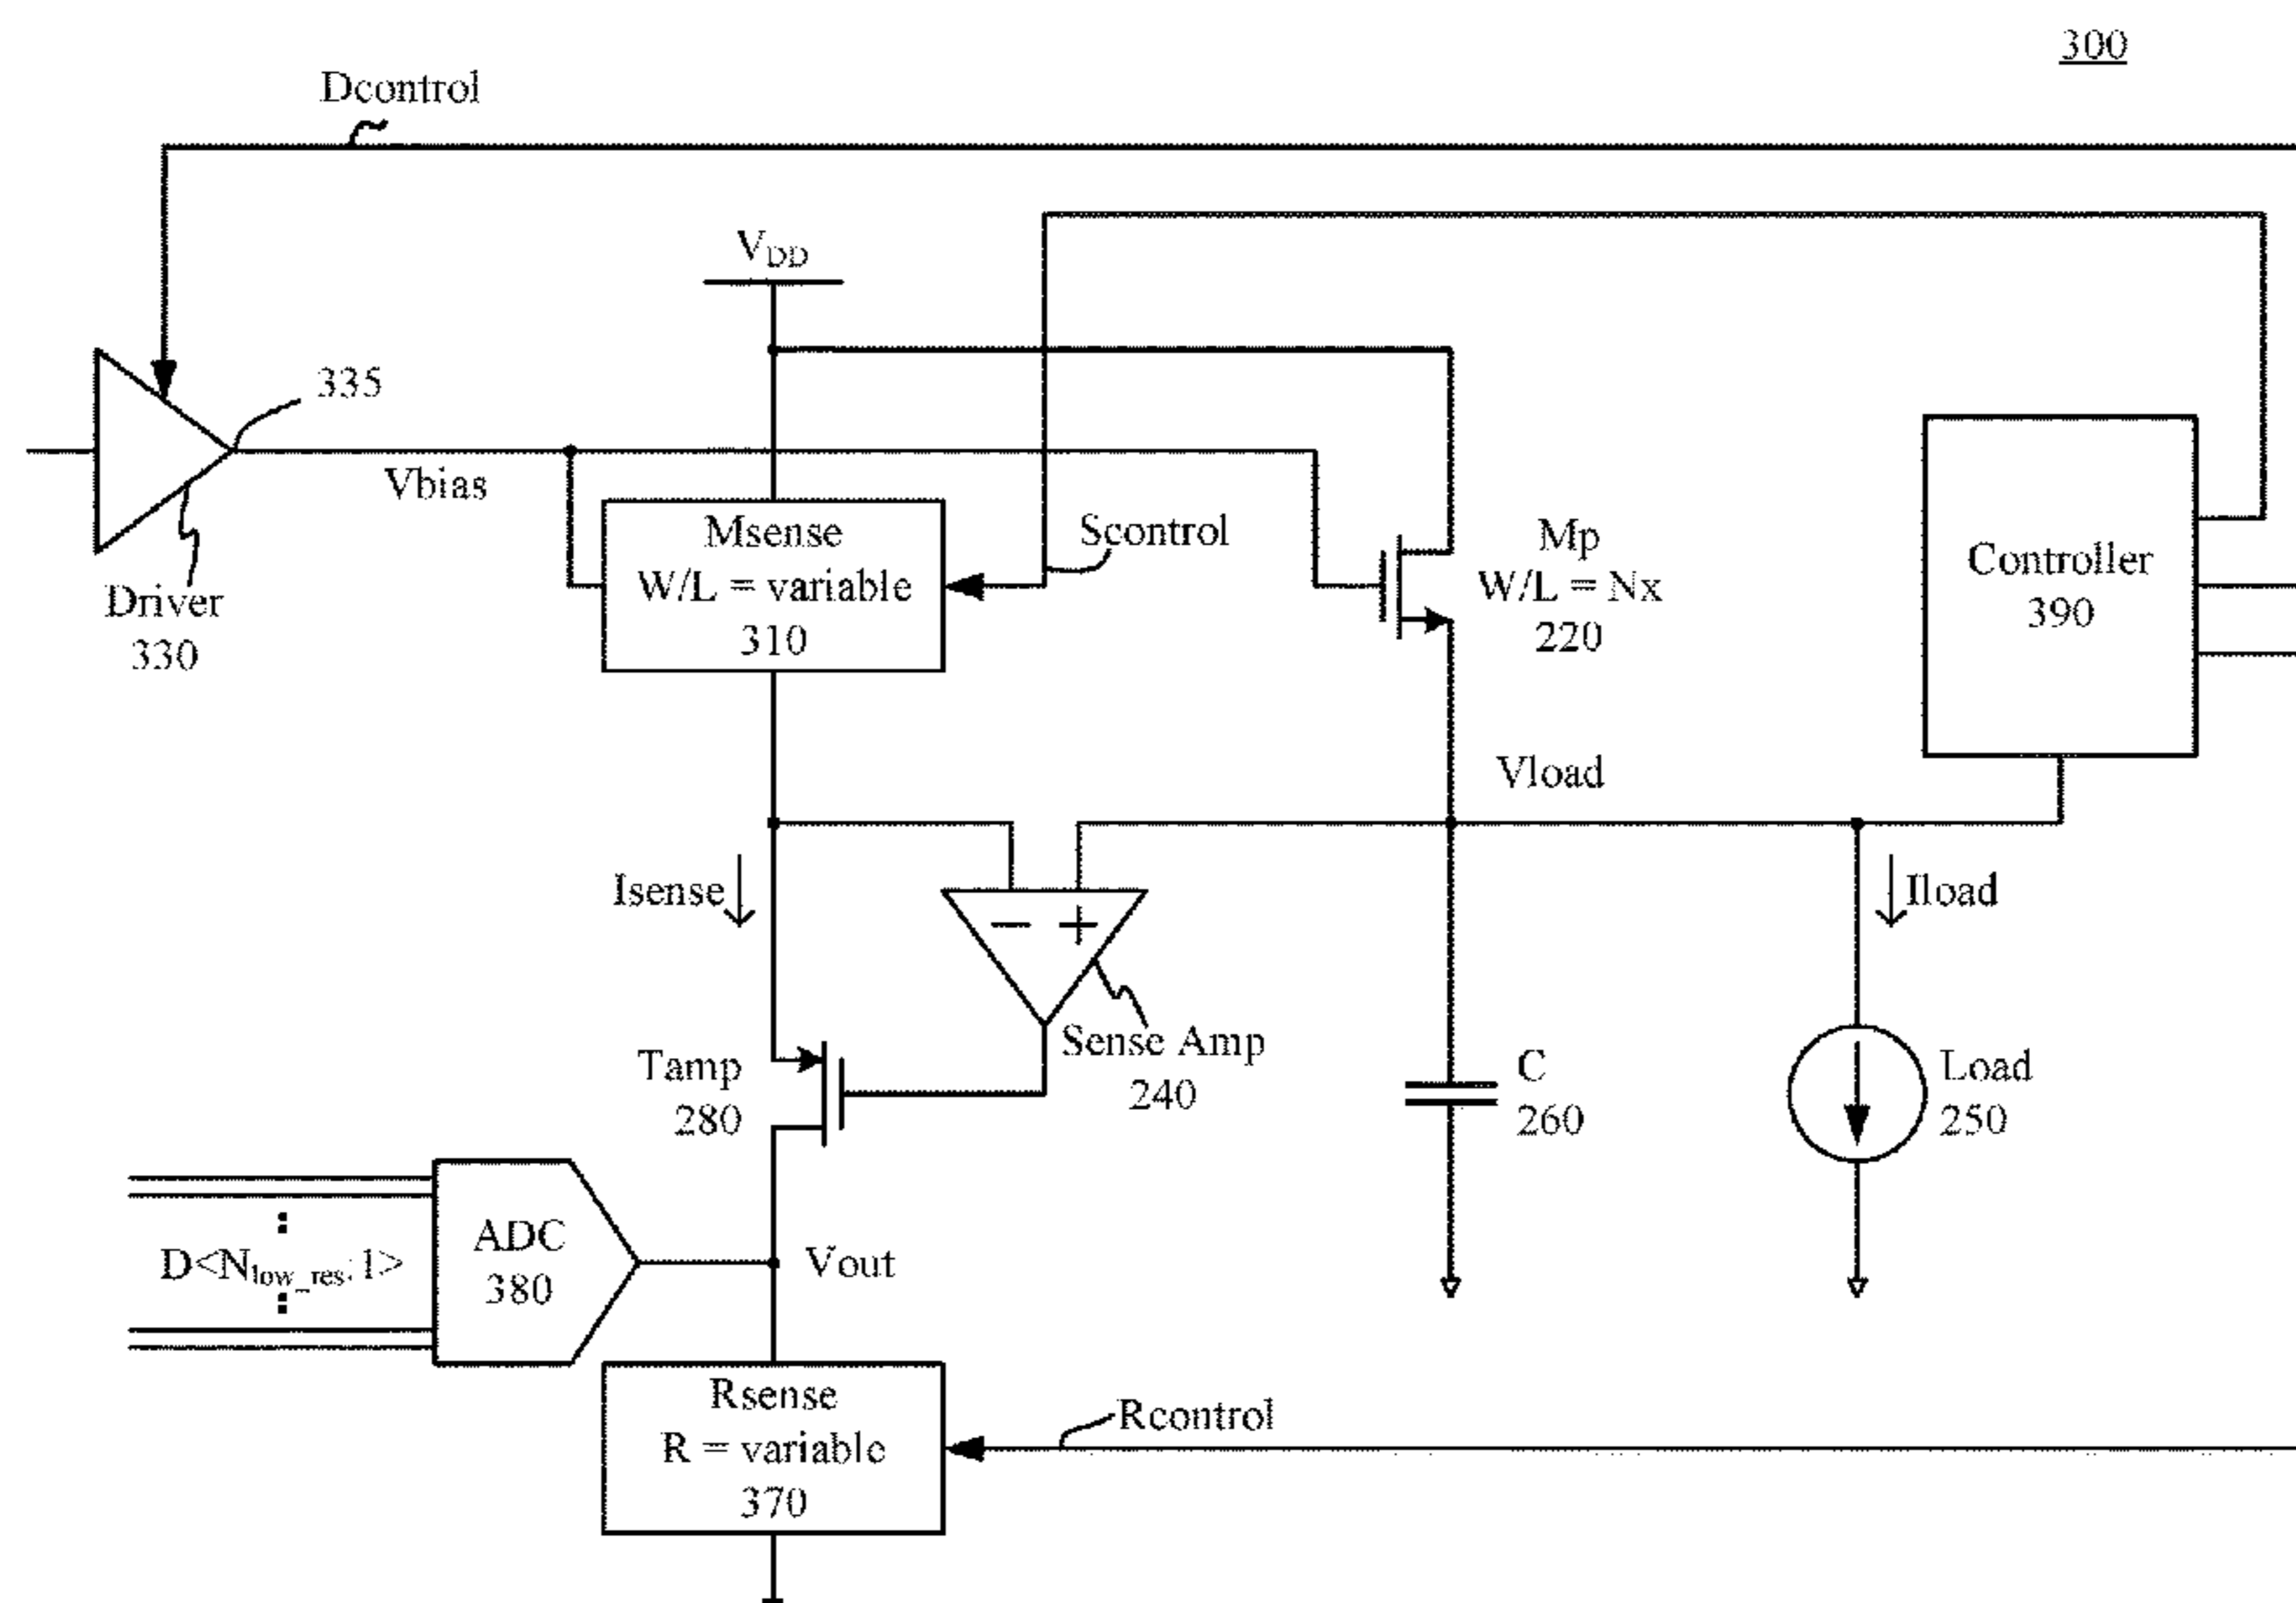 300
Dcontrol
VDD
335
Vbias
Driver
330
Msense
W/L = variable
310
Scontrol
Mp
W/L = Nx
220
Controller
390
Vload
Isense
Iload
− +
Sense Amp
240
Tamp
280
C
260
Load
250
ADC
380
D<Nlow_res:1>
Vout
Rsense
R = variable
370
Rcontrol